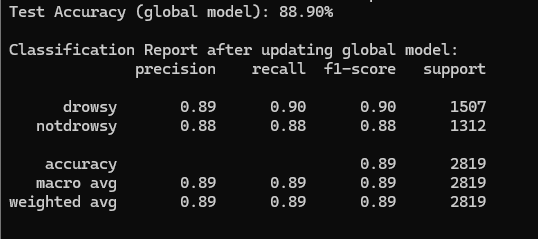 Test Accuracy (global model): 88.90%
Classification Report after updating global model:
precision recall f1-score support
drowsy 0.89 0.90 0.90 1507
notdrowsy 0.88 0.88 0.88 1312
accuracy 0.89 2819
macro avg 0.89 0.89 0.89 2819
weighted avg 0.89 0.89 0.89 2819